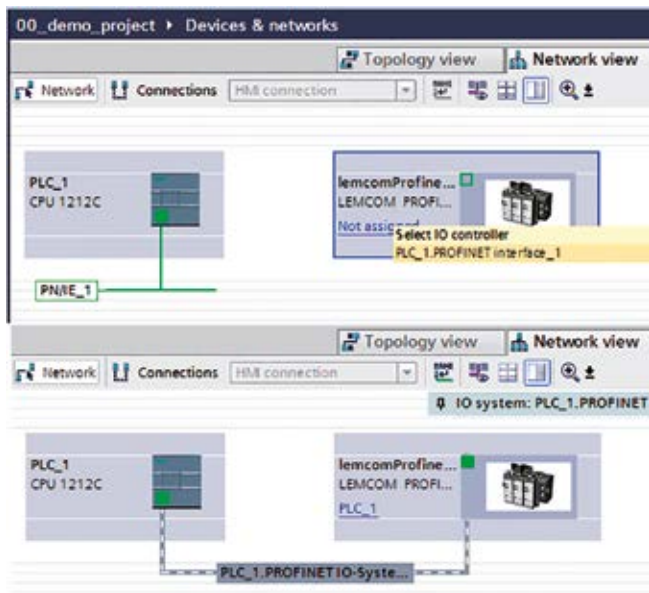 00_demo_project ▸ Devices & networks
Topology view Network view
Network Connections HMI connection
PLC_1
CPU 1212C
lemcomProfine...
LEMCOM PROFI...
Not assig
Select IO controller
PLC_1.PROFINET interface_1
PN/IE_1
Topology view Network view
Network Connections HMI connection
IO system: PLC_1.PROFINET
PLC_1
CPU 1212C
lemcomProfine...
LEMCOM PROFI...
PLC_1
PLC_1.PROFINET IO-Syste...